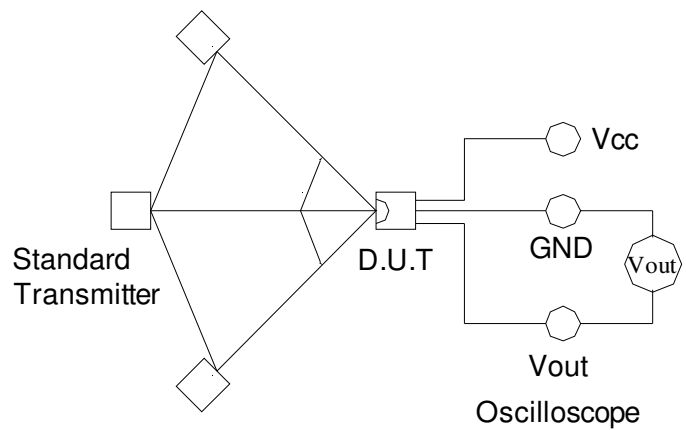 Vcc
GND
Vout
Standard
Transmitter
D.U.T
Vout
Oscilloscope